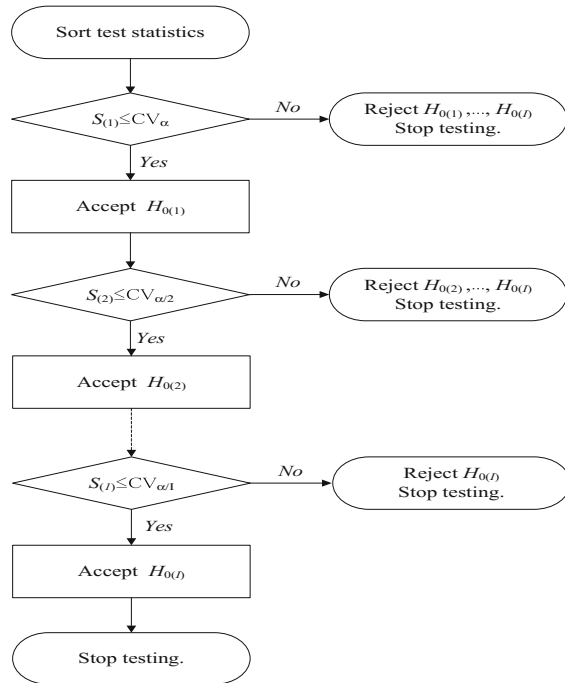 Sort test statistics
S(1)≤CVα
No
Reject H0(1) ,..., H0(I)
Stop testing.
Yes
Accept H0(1)
S(2)≤CVα/2
No
Reject H0(2) ,..., H0(I)
Stop testing.
Yes
Accept H0(2)
S(I)≤CVα/I
No
Reject H0(I)
Stop testing.
Yes
Accept H0(I)
Stop testing.